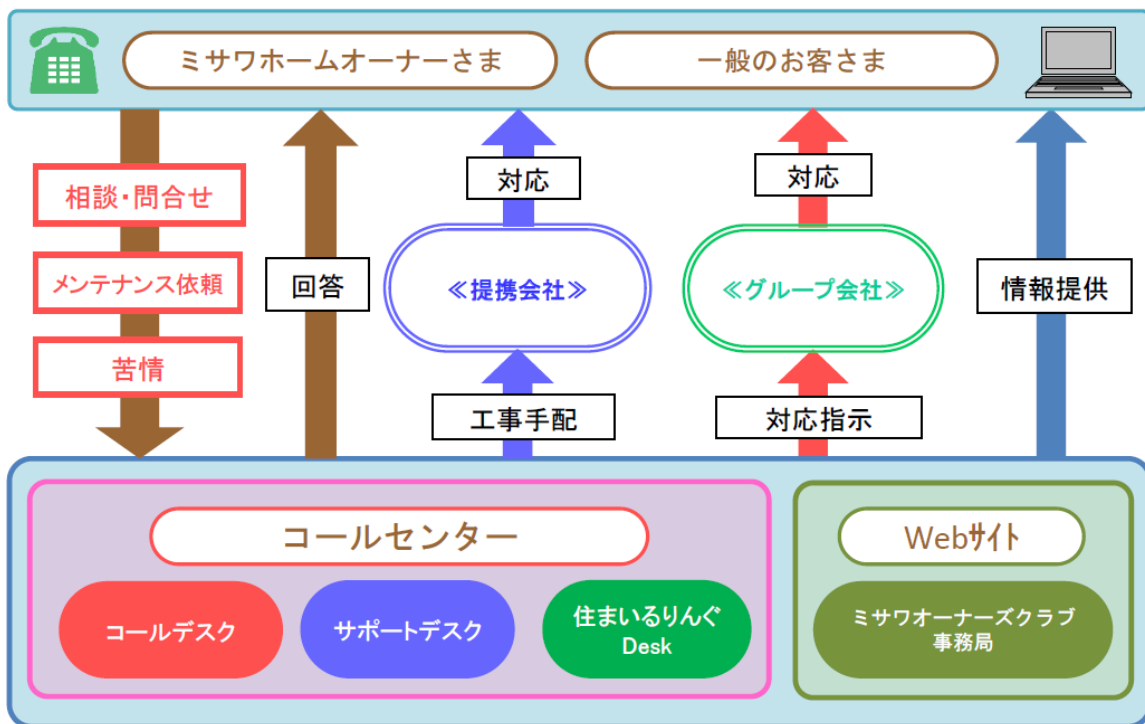 ミサワホームオーナーさま
一般のお客さま
相談・問合せ
メンテナンス依頼
苦情
回答
対応
≪提携会社≫
工事手配
対応
≪グループ会社≫
対応指示
情報提供
コールセンター
コールデスク
サポートデスク
住まいるりんぐ
Desk
Webサイト
ミサワオーナーズクラブ
事務局